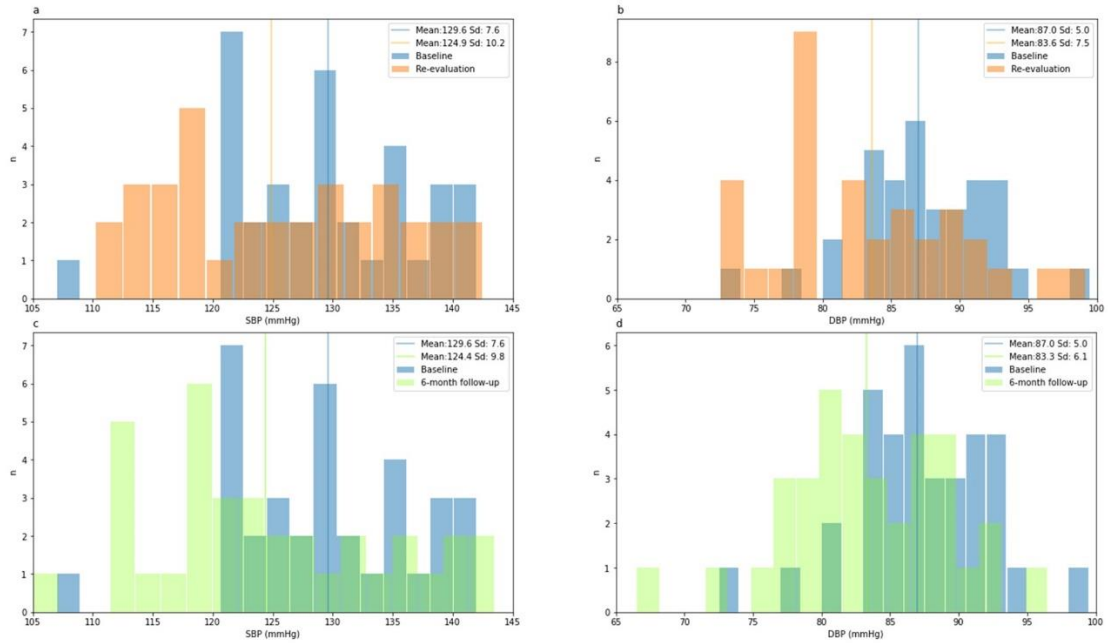 a
Mean:129.6 Sd: 7.6
Mean:124.9 Sd: 10.2
Baseline
Re-evaluation
n
7
6
5
4
3
2
1
0
105 110 115 120 125 130 135 140 145
SBP (mmHg)
b
Mean:87.0 Sd: 5.0
Mean:83.6 Sd: 7.5
Baseline
Re-evaluation
n
8
6
4
2
0
65 70 75 80 85 90 95 100
DBP (mmHg)
c
Mean:129.6 Sd: 7.6
Mean:124.4 Sd: 9.8
Baseline
6-month follow-up
n
7
6
5
4
3
2
1
0
105 110 115 120 125 130 135 140 145
SBP (mmHg)
d
Mean:87.0 Sd: 5.0
Mean:83.3 Sd: 6.1
Baseline
6-month follow-up
n
6
5
4
3
2
1
0
65 70 75 80 85 90 95 100
DBP (mmHg)